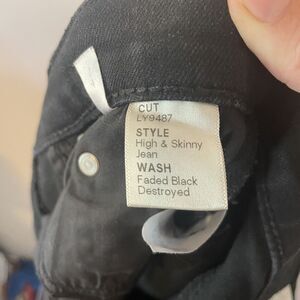 CUT
LY9487
STYLE
High & Skinny
Jean
WASH
Faded Black
Destroyed